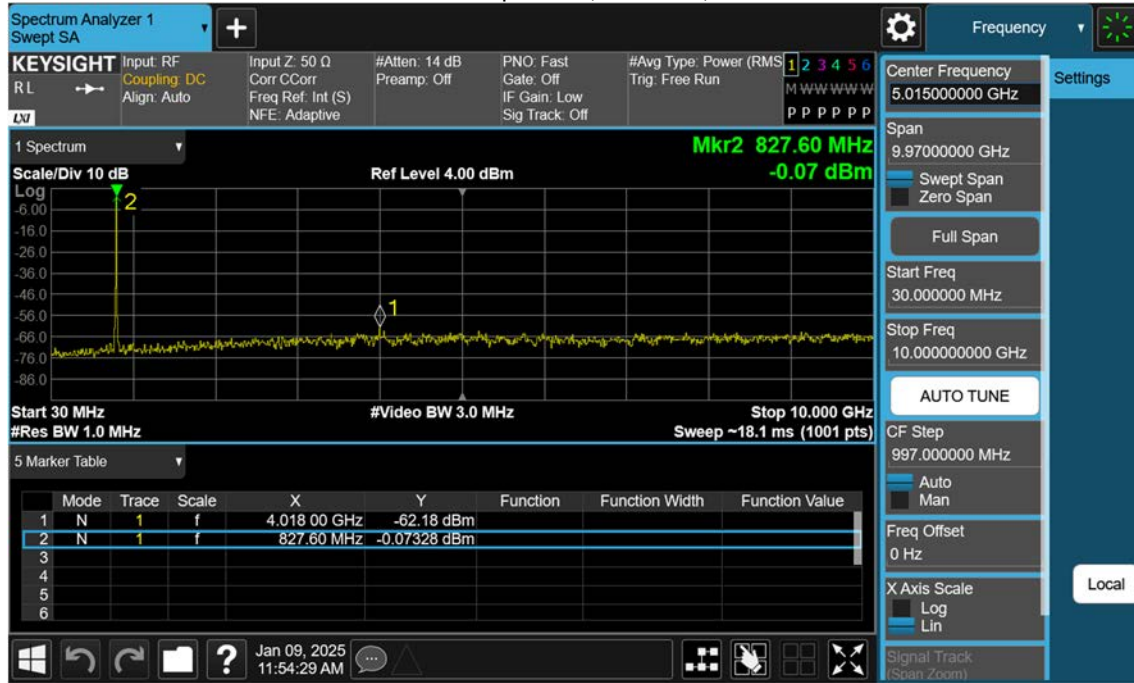 Spectrum Analyzer 1
Swept SA
Frequency
KEYSIGHT
R L
LXI
Input: RF
Coupling: DC
Align: Auto
Input Z: 50 Ω
Corr CCorr
Freq Ref: Int (S)
NFE: Adaptive
#Atten: 14 dB
Preamp: Off
PNO: Fast
Gate: Off
IF Gain: Low
Sig Track: Off
#Avg Type: Power (RMS
Trig: Free Run
1 2 3 4 5 6
M W W W W W
P P P P P P
1 Spectrum
Mkr2 827.60 MHz
-0.07 dBm
Scale/Div 10 dB
Ref Level 4.00 dBm
Log
-6.00
-16.0
-26.0
-36.0
-46.0
-56.0
-66.0
-76.0
-86.0
2
1
Start 30 MHz
#Video BW 3.0 MHz
Stop 10.000 GHz
#Res BW 1.0 MHz
Sweep ~18.1 ms (1001 pts)
5 Marker Table
Mode Trace Scale X Y Function Function Width Function Value
1 N 1 f 4.018 00 GHz -62.18 dBm
2 N 1 f 827.60 MHz -0.07328 dBm
3
4
5
6
Jan 09, 2025
11:54:29 AM
?
Center Frequency
5.015000000 GHz
Settings
Span
9.97000000 GHz
Swept Span
Zero Span
Full Span
Start Freq
30.000000 MHz
Stop Freq
10.000000000 GHz
AUTO TUNE
CF Step
997.000000 MHz
Auto
Man
Freq Offset
0 Hz
X Axis Scale
Log
Lin
Local
Signal Track
(Span Zoom)